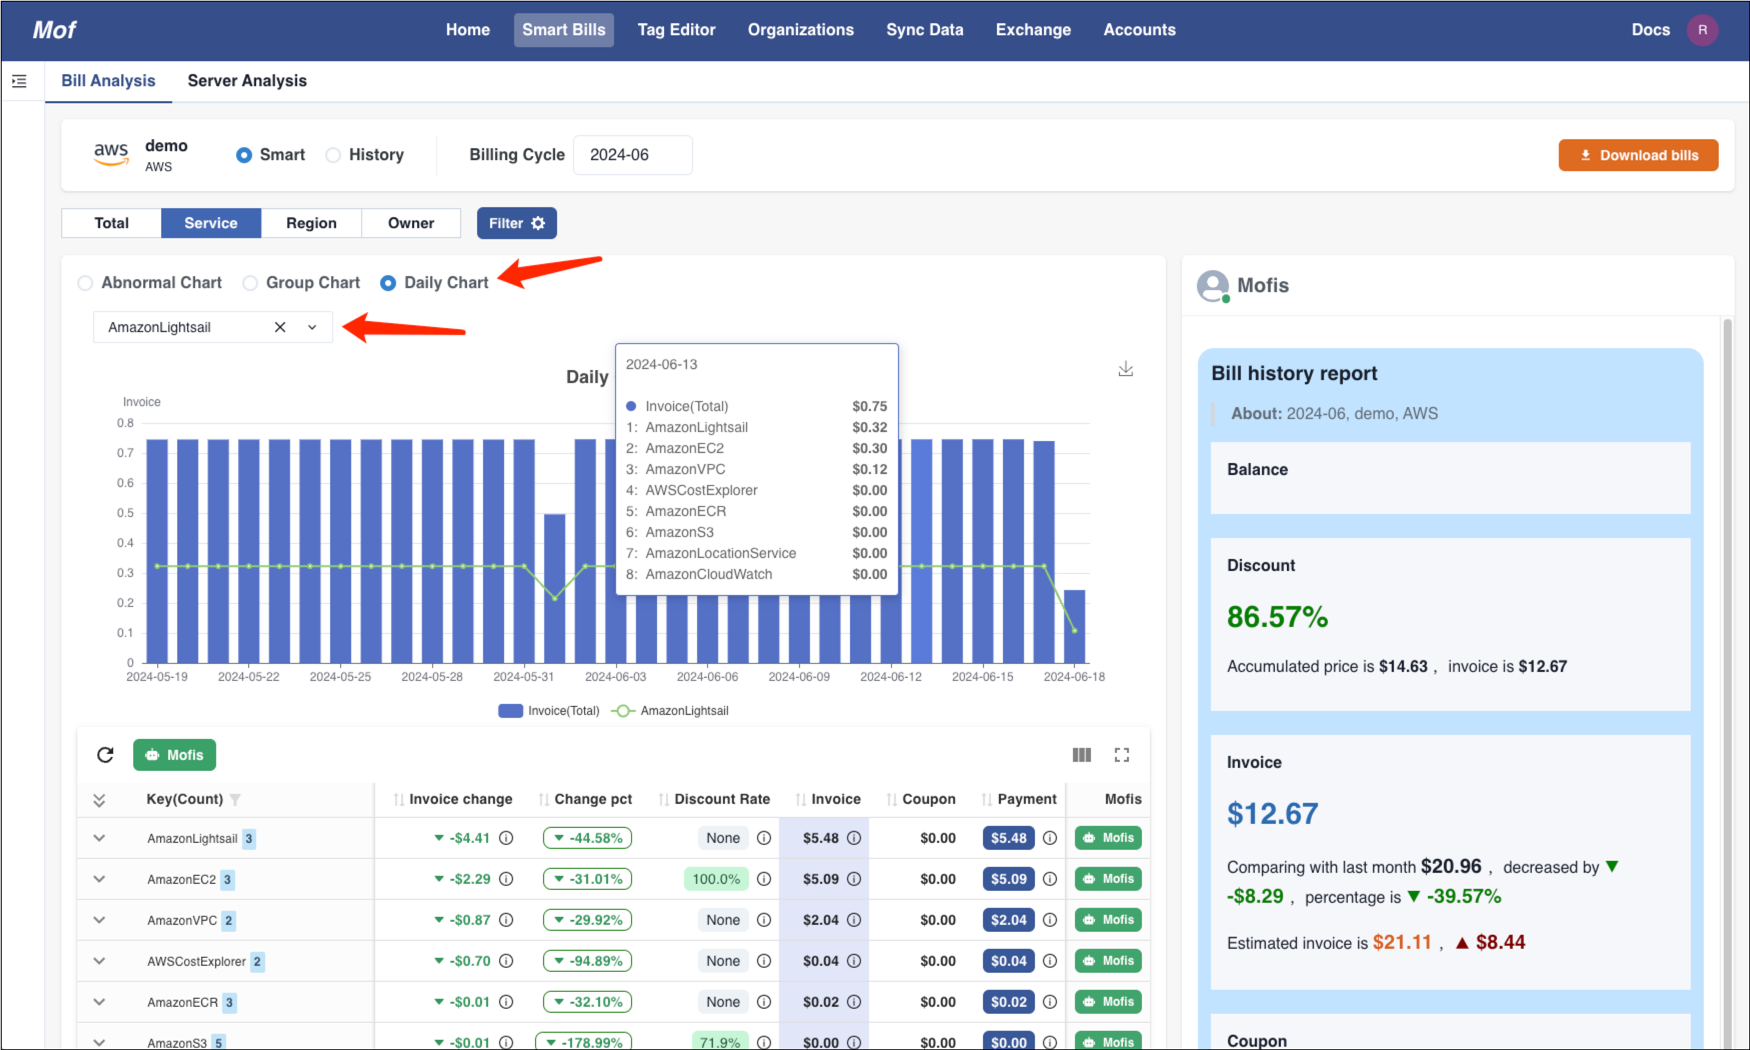 Mof
Home Smart Bills Tag Editor Organizations Sync Data Exchange Accounts
Docs R
Bill Analysis Server Analysis
aws demo
AWS
Smart History
Billing Cycle 2024-06
Download bills
Total Service Region Owner Filter
Abnormal Chart Group Chart Daily Chart
AmazonLightsail
Daily
Invoice
0.8
0.7
0.6
0.5
0.4
0.3
0.2
0.1
0
2024-05-19 2024-05-22 2024-05-25 2024-05-28 2024-05-31 2024-06-03 2024-06-06 2024-06-09 2024-06-12 2024-06-15 2024-06-18
Invoice(Total) AmazonLightsail
2024-06-13
Invoice(Total) $0.75
1: AmazonLightsail $0.32
2: AmazonEC2 $0.30
3: AmazonVPC $0.12
4: AWSCostExplorer $0.00
5: AmazonECR $0.00
6: AmazonS3 $0.00
7: AmazonLocationService $0.00
8: AmazonCloudWatch $0.00
Mofis
Key(Count) Invoice change Change pct Discount Rate Invoice Coupon Payment Mofis
AmazonLightsail 3 -$4.41 -44.58% None $5.48 $0.00 $5.48 Mofis
AmazonEC2 3 -$2.29 -31.01% 100.0% $5.09 $0.00 $5.09 Mofis
AmazonVPC 2 -$0.87 -29.92% None $2.04 $0.00 $2.04 Mofis
AWSCostExplorer 2 -$0.70 -94.89% None $0.04 $0.00 $0.04 Mofis
AmazonECR 3 -$0.01 -32.10% None $0.02 $0.00 $0.02 Mofis
AmazonS3 5 -$0.01 -178.99% 71.9% $0.00 $0.00 $0.00 Mofis
Mofis
Bill history report
About: 2024-06, demo, AWS
Balance
Discount
86.57%
Accumulated price is $14.63 , invoice is $12.67
Invoice
$12.67
Comparing with last month $20.96 , decreased by ▼
-$8.29 , percentage is ▼ -39.57%
Estimated invoice is $21.11 , ▲ $8.44
Coupon